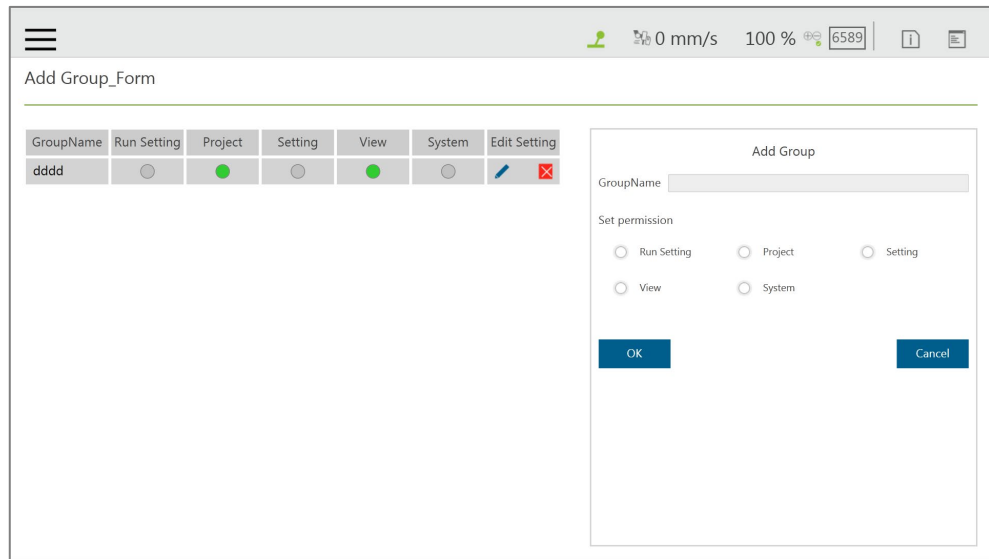 0 mm/s 100 % 6589
Add Group_Form
GroupName Run Setting Project Setting View System Edit Setting
dddd
Add Group
GroupName
Set permission
Run Setting Project Setting
View System
OK Cancel